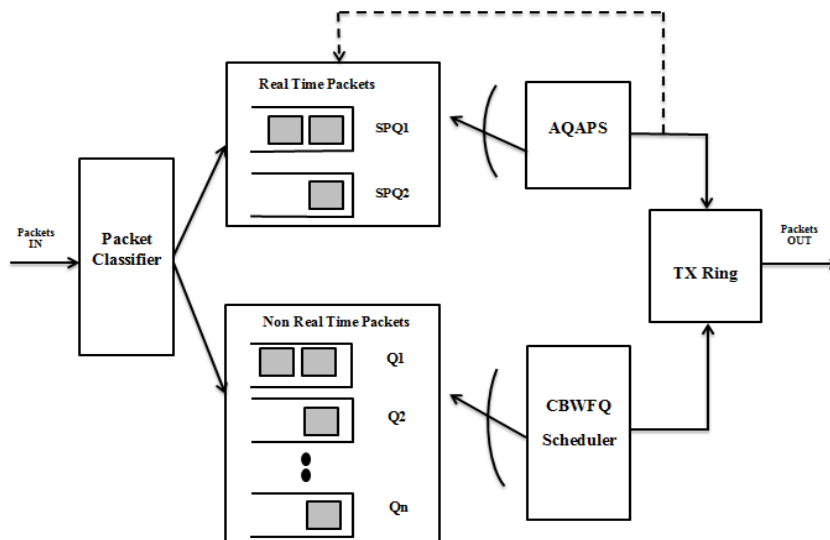 Real Time Packets
SPQ1
SPQ2
AQAPS
Packets
IN
Packet
Classifier
Packets
OUT
TX Ring
Non Real Time Packets
Q1
Q2
Qn
CBWFQ
Scheduler